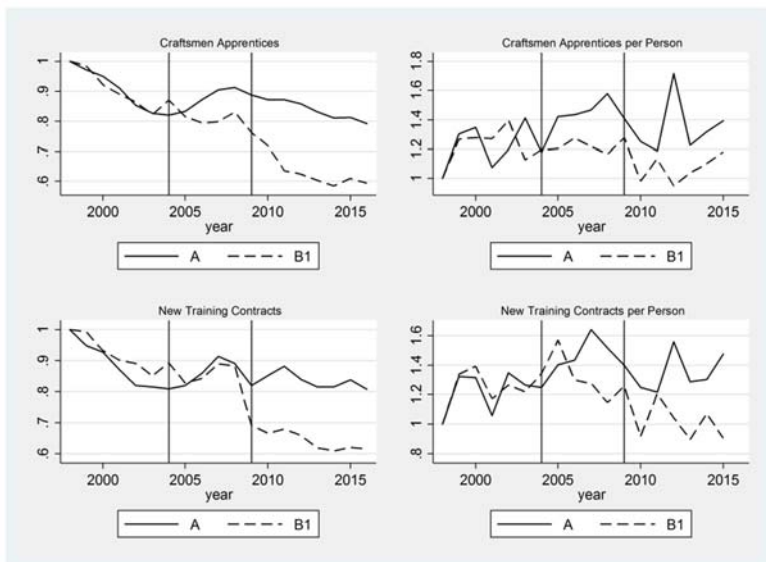 Craftsmen Apprentices
1
.9
.8
.7
.6
2000 2005 2010 2015
year
A B1
Craftsmen Apprentices per Person
1.8
1.6
1.4
1.2
1
2000 2005 2010 2015
year
A B1
New Training Contracts
1
.9
.8
.7
.6
2000 2005 2010 2015
year
A B1
New Training Contracts per Person
1.6
1.4
1.2
1
.8
2000 2005 2010 2015
year
A B1